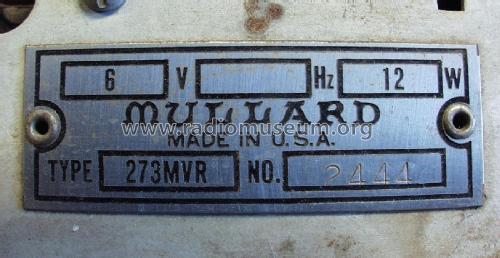 6 V Hz 12 W
MULLARD
www.radiomuseum.org
MADE IN U.S.A.
TYPE 273MVR NO. 2444